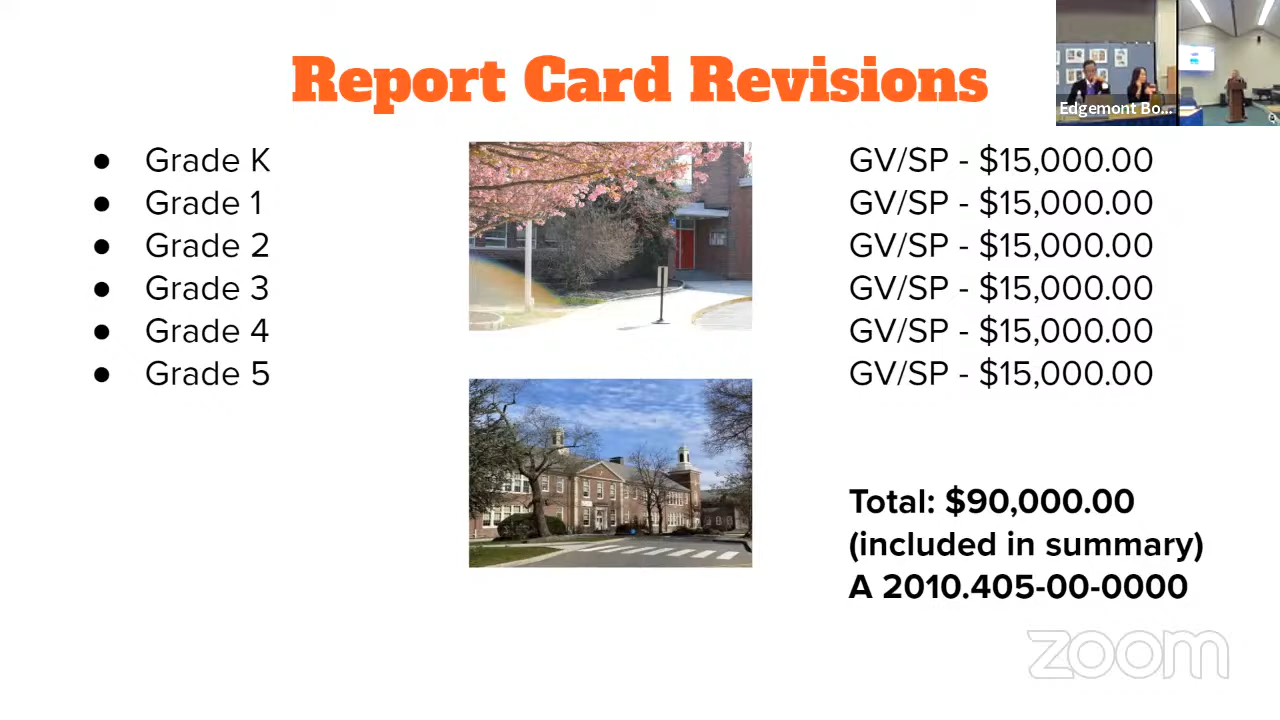 Report Card Revisions
Edgemont Bo...
● Grade K
● Grade 1
● Grade 2
● Grade 3
● Grade 4
● Grade 5
GV/SP - $15,000.00
GV/SP - $15,000.00
GV/SP - $15,000.00
GV/SP - $15,000.00
GV/SP - $15,000.00
GV/SP - $15,000.00
Total: $90,000.00
(included in summary)
A 2010.405-00-0000
zoom